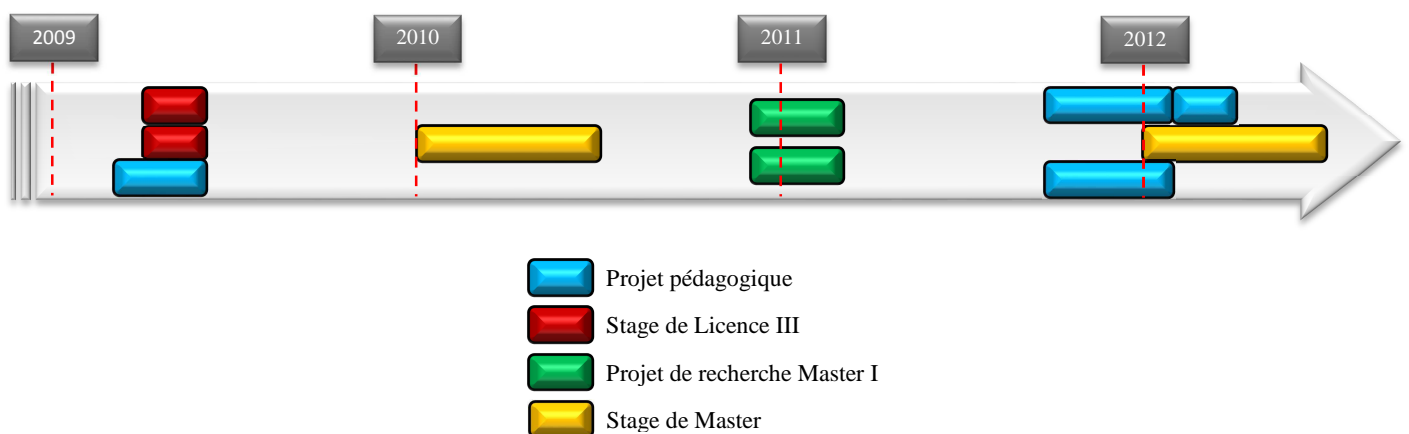 2009
2010
2011
2012
Projet pédagogique
Stage de Licence III
Projet de recherche Master I
Stage de Master